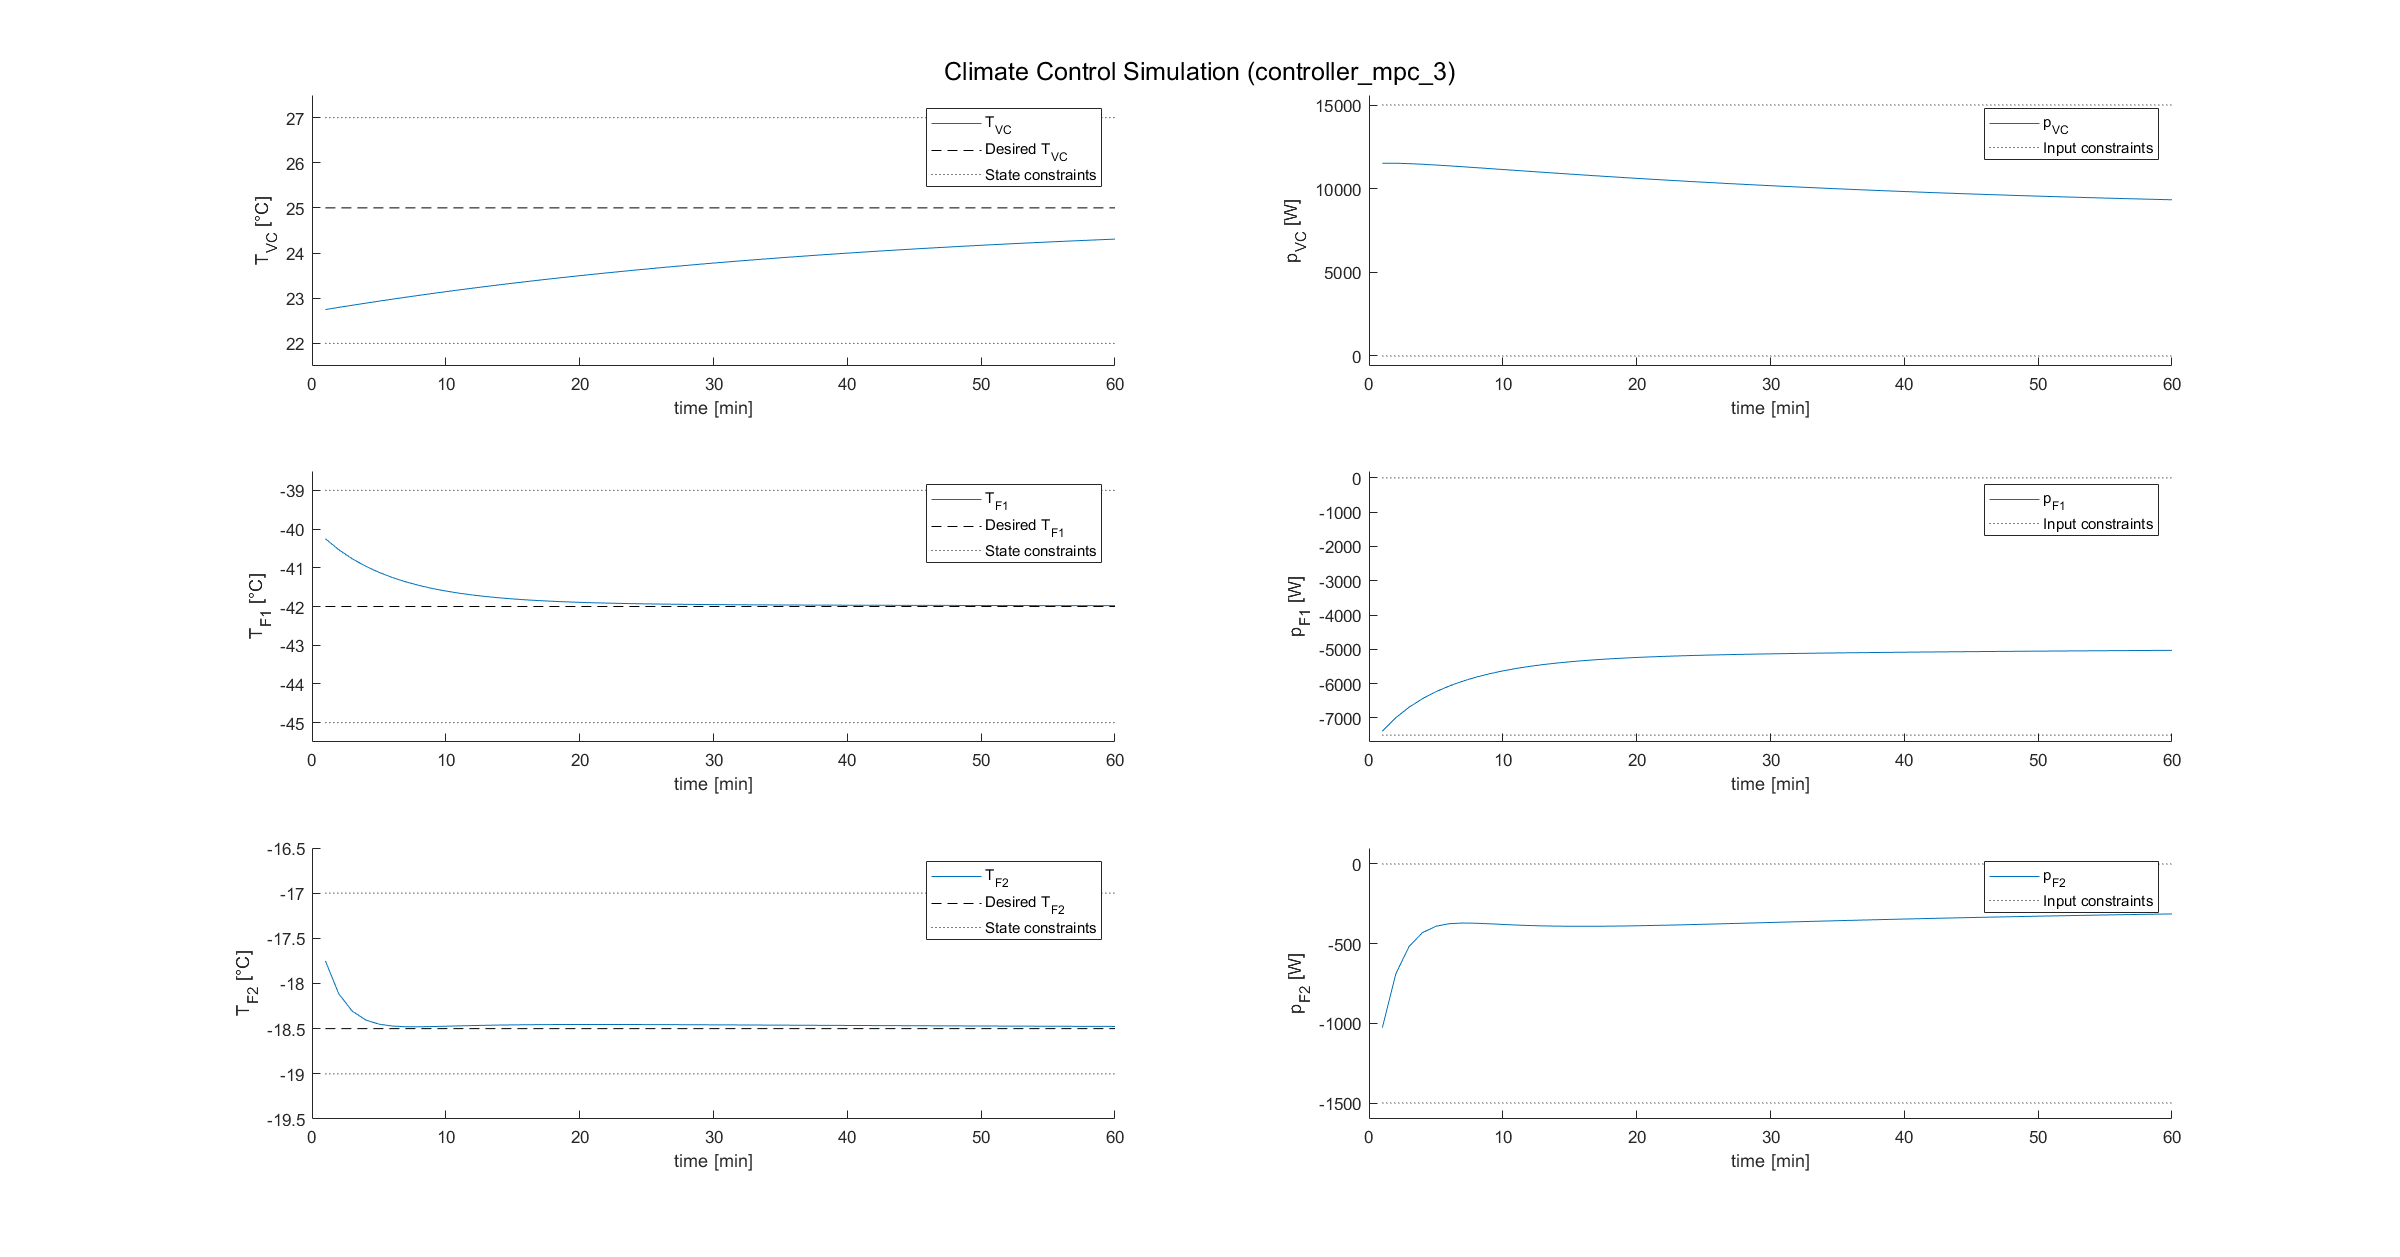 Climate Control Simulation (controller_mpc_3)
27
26
25
24
23
22
T_VC [°C]
0 10 20 30 40 50 60
time [min]
T_VC
Desired T_VC
State constraints
15000
10000
5000
0
p_VC [W]
0 10 20 30 40 50 60
time [min]
p_VC
Input constraints
-39
-40
-41
-42
-43
-44
-45
T_F1 [°C]
0 10 20 30 40 50 60
time [min]
T_F1
Desired T_F1
State constraints
0
-1000
-2000
-3000
-4000
-5000
-6000
-7000
p_F1 [W]
0 10 20 30 40 50 60
time [min]
p_F1
Input constraints
-16.5
-17
-17.5
-18
-18.5
-19
-19.5
T_F2 [°C]
0 10 20 30 40 50 60
time [min]
T_F2
Desired T_F2
State constraints
0
-500
-1000
-1500
p_F2 [W]
0 10 20 30 40 50 60
time [min]
p_F2
Input constraints